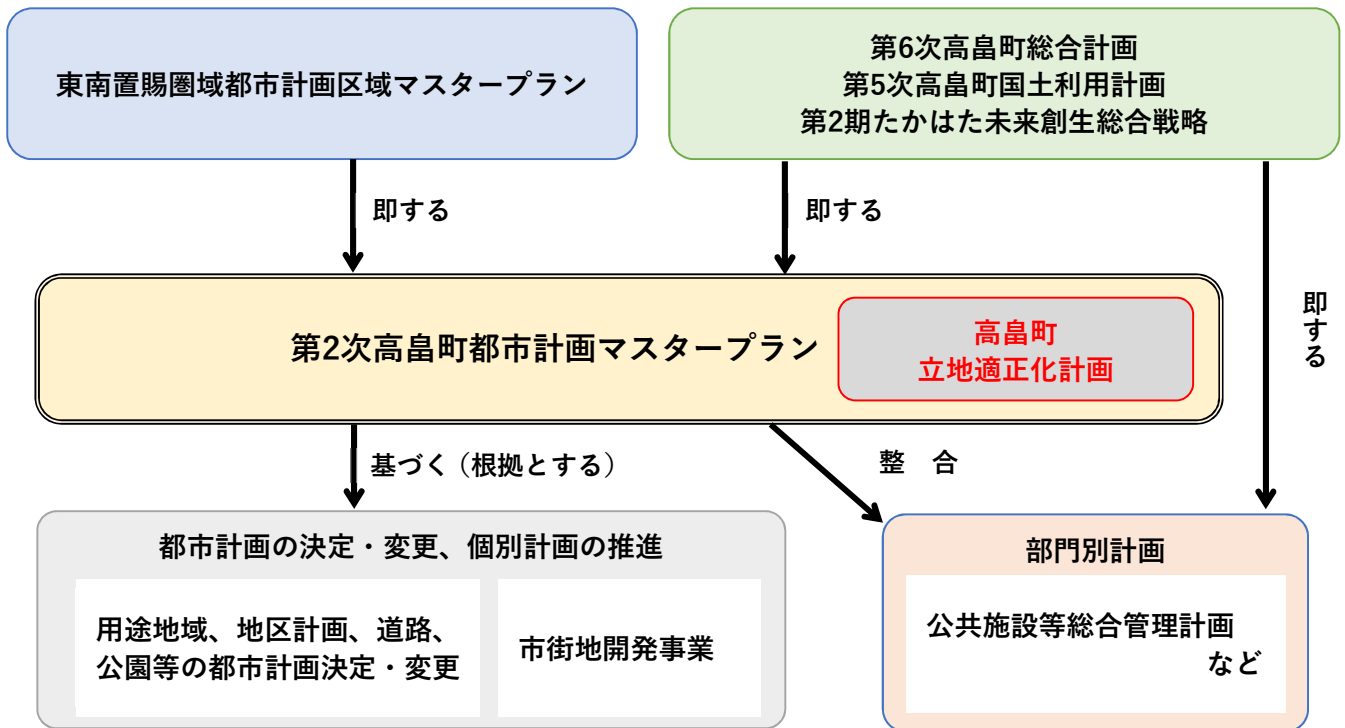 東南置賜圏域都市計画区域マスタープラン
第6次高畠町総合計画
第5次高畠町国土利用計画
第2期たかはた未来創生総合戦略
即する
即する
即する
第2次高畠町都市計画マスタープラン
高畠町
立地適正化計画
基づく（根拠とする）
整　合
都市計画の決定・変更、個別計画の推進
用途地域、地区計画、道路、
公園等の都市計画決定・変更
市街地開発事業
部門別計画
公共施設等総合管理計画
など